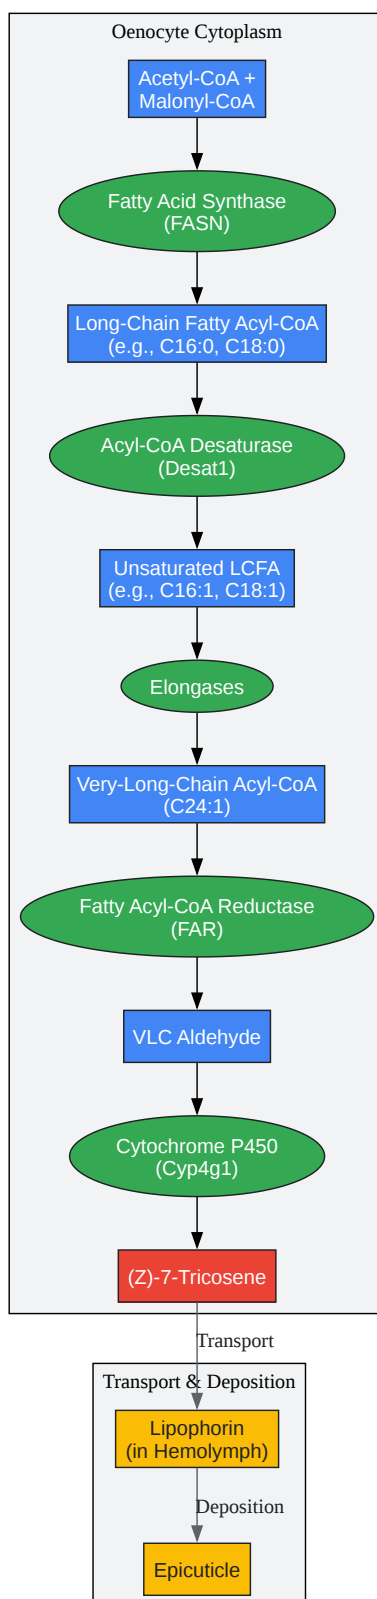 Oenocyte Cytoplasm
Acetyl-CoA +
Malonyl-CoA
Fatty Acid Synthase
(FASN)
Long-Chain Fatty Acyl-CoA
(e.g., C16:0, C18:0)
Acyl-CoA Desaturase
(Desat1)
Unsaturated LCFA
(e.g., C16:1, C18:1)
Elongases
Very-Long-Chain Acyl-CoA
(C24:1)
Fatty Acyl-CoA Reductase
(FAR)
VLC Aldehyde
Cytochrome P450
(Cyp4g1)
(Z)-7-Tricosene
Transport
Transport & Deposition
Lipophorin
(in Hemolymph)
Deposition
Epicuticle